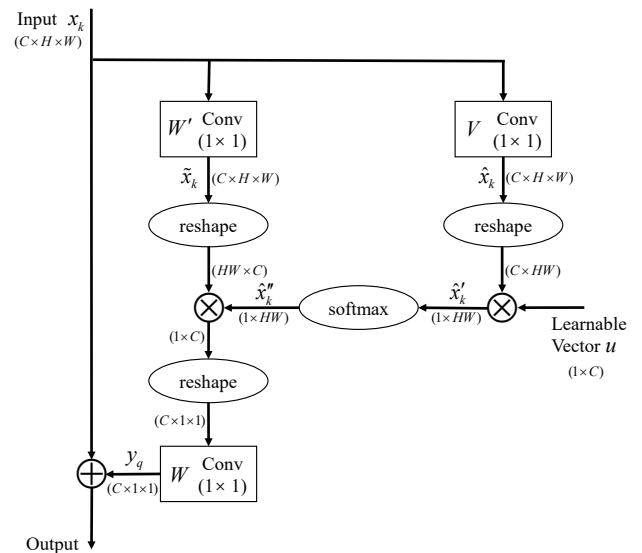 Input x_k
(C×H×W)
W' Conv
(1×1)
V Conv
(1×1)
x̃_k (C×H×W)
x̂_k (C×H×W)
reshape
reshape
(HW×C)
(C×HW)
x̂''_k
(1×HW)
softmax
x̂'_k
(1×HW)
Learnable
Vector u
(1×C)
(1×C)
reshape
(C×1×1)
y_q
(C×1×1)
W Conv
(1×1)
Output